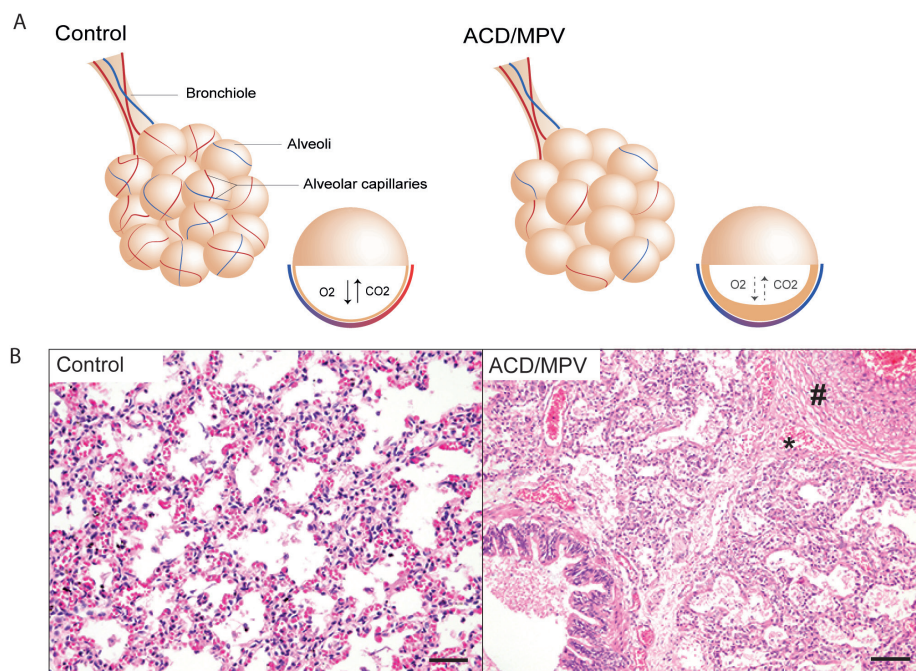 A
Control
ACD/MPV
Bronchiole
Alveoli
Alveolar capillaries
O2 CO2
O2 CO2
B
Control
ACD/MPV
#
*